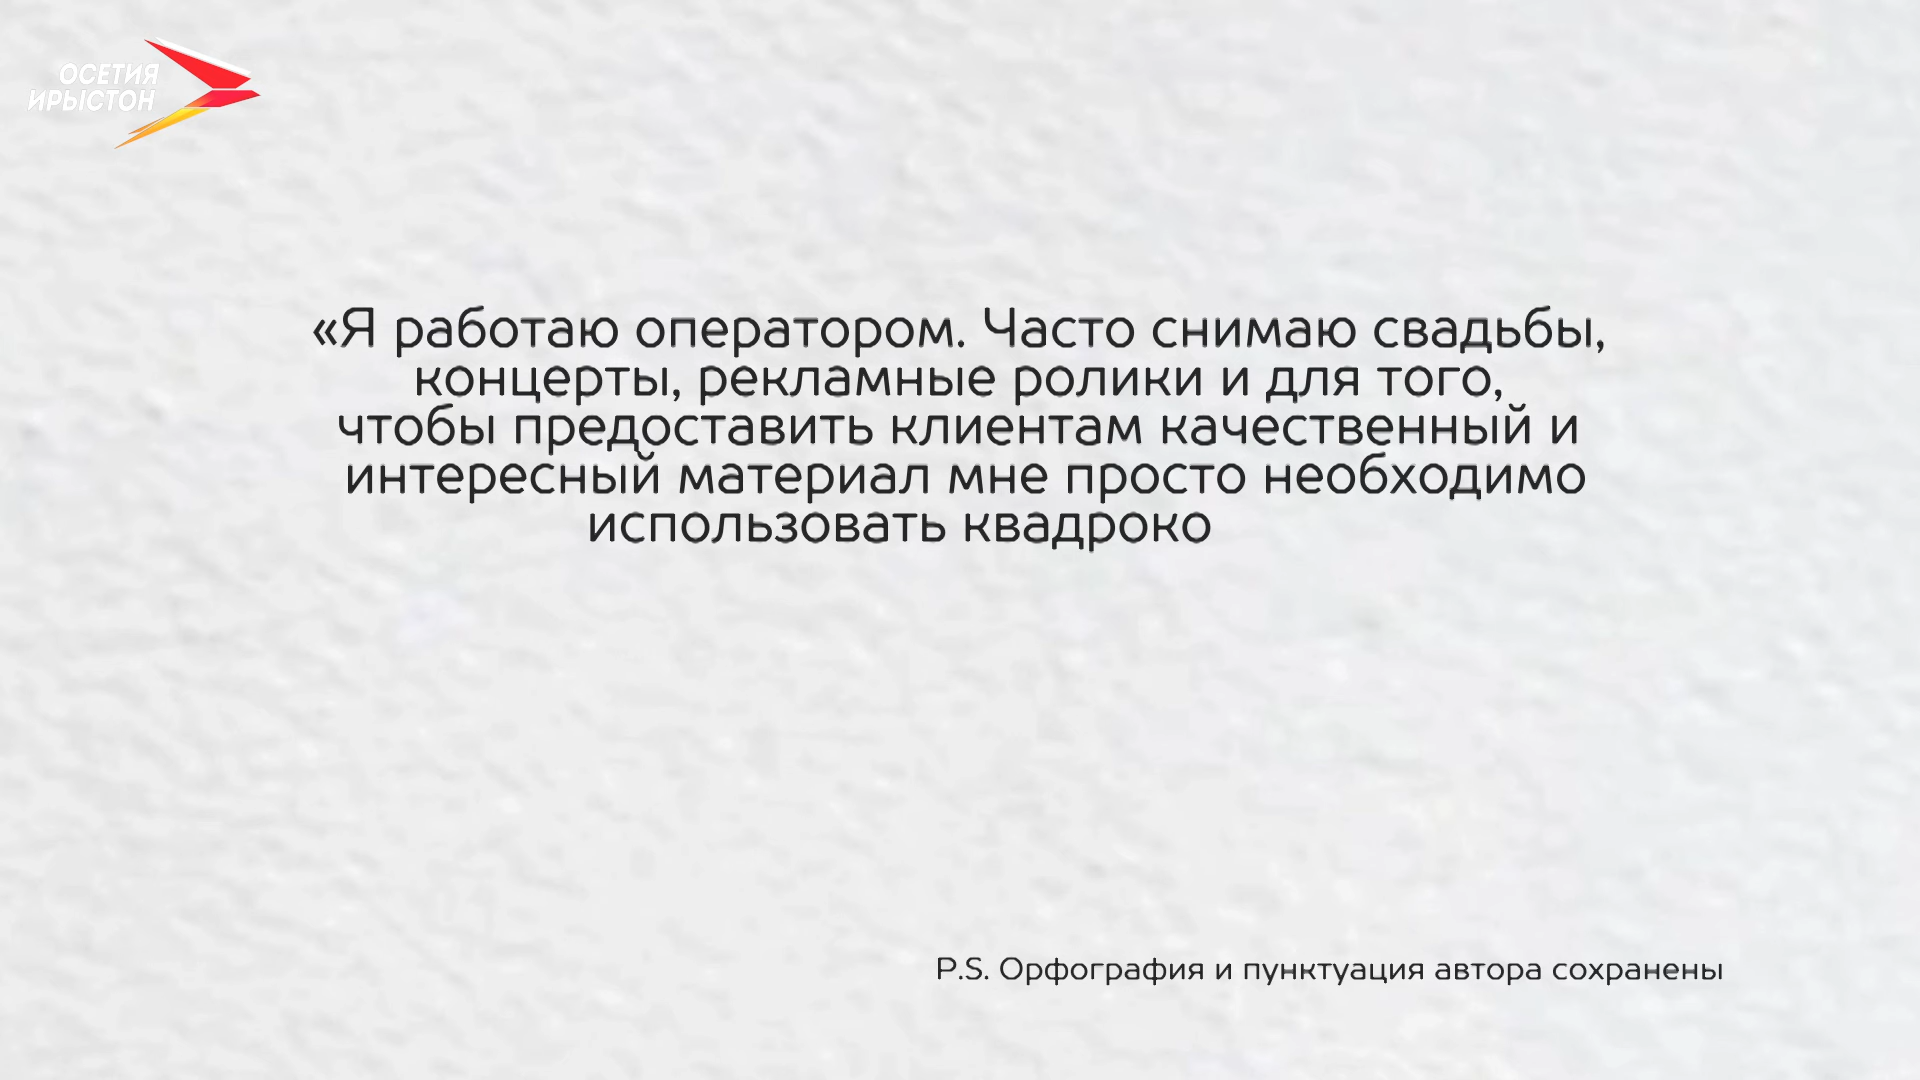 ОСЕТИЯ
ИРЫСТОН
«Я работаю оператором. Часто снимаю свадьбы,
концерты, рекламные ролики и для того,
чтобы предоставить клиентам качественный и
интересный материал мне просто необходимо
использовать квадроко
P.S. Орфография и пунктуация автора сохранены